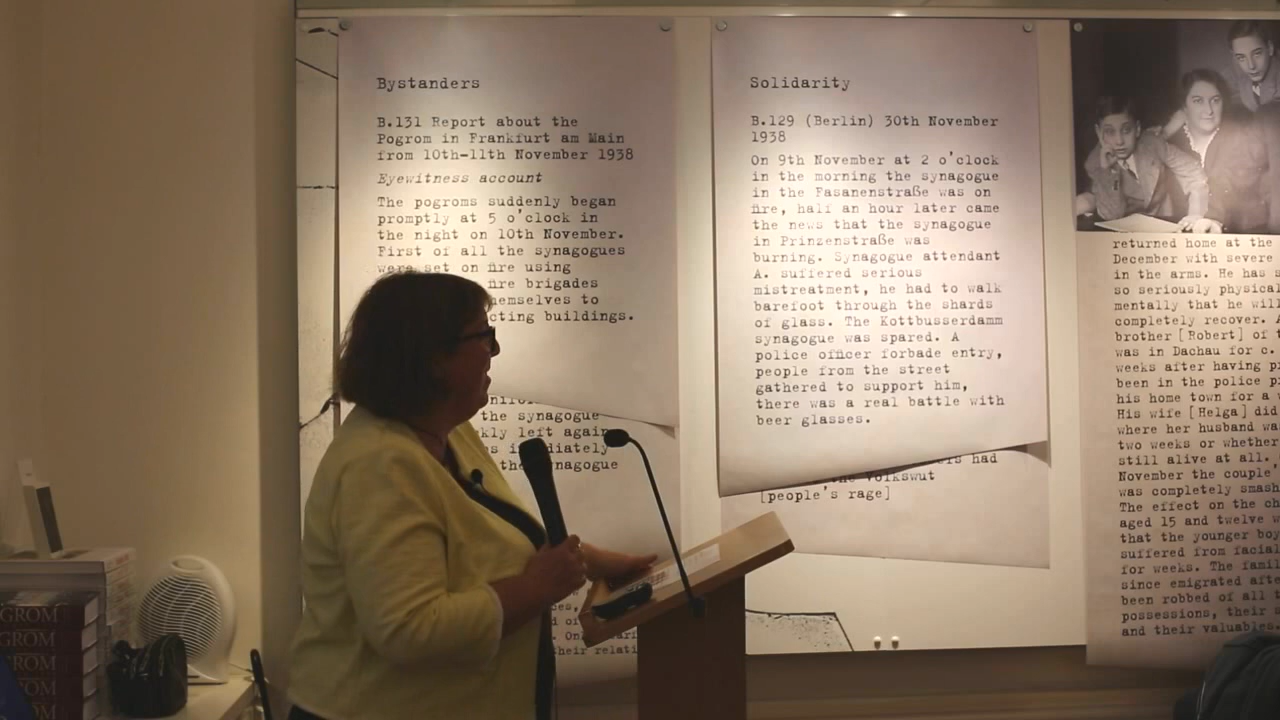 Bystanders
B.131 Report about the
Pogrom in Frankfurt am Main
from 10th-11th November 1938
Eyewitness account
The pogroms suddenly began
promptly at 5 o'clock in
the night on 10th November.
First of all the synagogues
were set on fire using
fire brigades
themselves to
buildings.
the synagogue
left again
the synagogue
Solidarity
B.129 (Berlin) 30th November
1938
On 9th November at 2 o'clock
in the morning the synagogue
in the Fasanenstraße was on
fire, half an hour later came
the news that the synagogue
in Prinzenstraße was
burning. Synagogue attendant
A. suffered serious
mistreatment, he had to walk
barefoot through the shards
of glass. The Kottbusserdamm
synagogue was spared. A
police officer forbade entry,
people from the street
gathered to support him,
there was a real battle with
beer glasses.
had
the Volkswut
[people's rage]
returned home at the
December with severe
in the arms. He has
so seriously physical
mentally that he will
completely recover.
brother [Robert] of
was in Dachau for c.
weeks after having
been in the police
his home town for a
His wife [Helga] did
where her husband was
two weeks or whether
still alive at all.
November the couple'
was completely smash
The effect on the
aged 15 and twelve
that the younger boy
suffered from facial
for weeks. The
since emigrated
been robbed of all
possessions, their
and their valuables.
POGROM